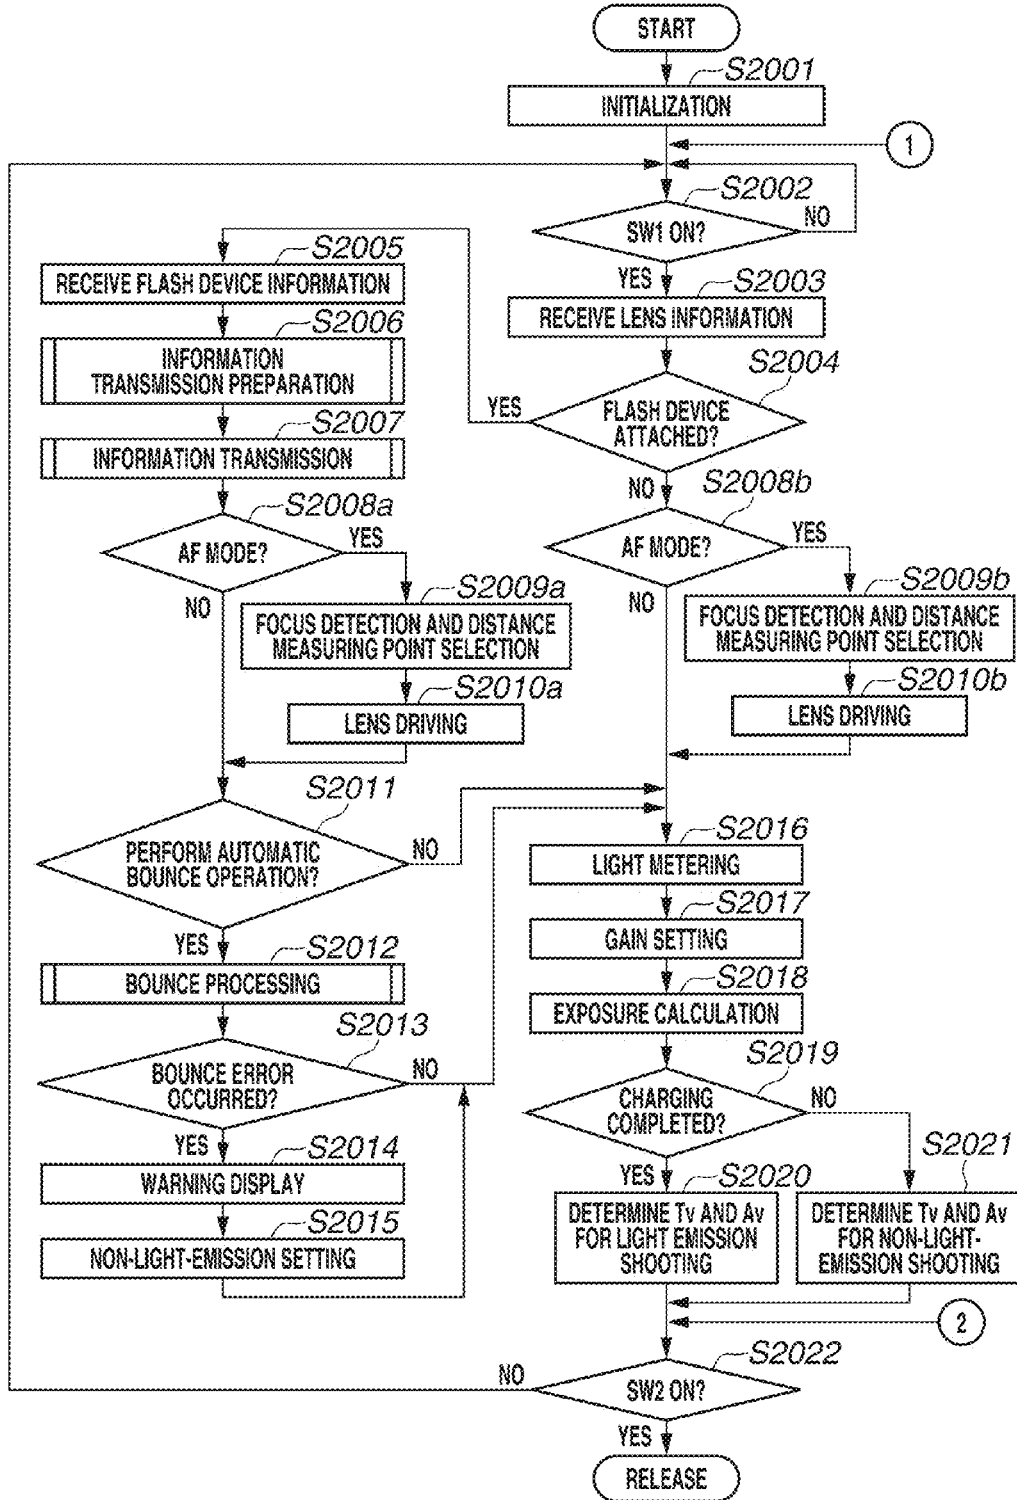 START
S2001
INITIALIZATION
1
S2002
SW1 ON?
NO
YES
S2003
RECEIVE LENS INFORMATION
S2004
FLASH DEVICE
ATTACHED?
YES
NO
S2005
RECEIVE FLASH DEVICE INFORMATION
S2006
INFORMATION
TRANSMISSION PREPARATION
S2007
INFORMATION TRANSMISSION
S2008a
AF MODE?
YES
NO
S2009a
FOCUS DETECTION AND DISTANCE
MEASURING POINT SELECTION
S2010a
LENS DRIVING
S2008b
AF MODE?
YES
NO
S2009b
FOCUS DETECTION AND DISTANCE
MEASURING POINT SELECTION
S2010b
LENS DRIVING
S2011
PERFORM AUTOMATIC
BOUNCE OPERATION?
NO
YES
S2012
BOUNCE PROCESSING
S2013
BOUNCE ERROR
OCCURRED?
NO
YES
S2014
WARNING DISPLAY
S2015
NON-LIGHT-EMISSION SETTING
S2016
LIGHT METERING
S2017
GAIN SETTING
S2018
EXPOSURE CALCULATION
S2019
CHARGING
COMPLETED?
NO
YES
S2020
DETERMINE Tv AND Av
FOR LIGHT EMISSION
SHOOTING
S2021
DETERMINE Tv AND Av
FOR NON-LIGHT-
EMISSION SHOOTING
2
S2022
SW2 ON?
NO
YES
RELEASE